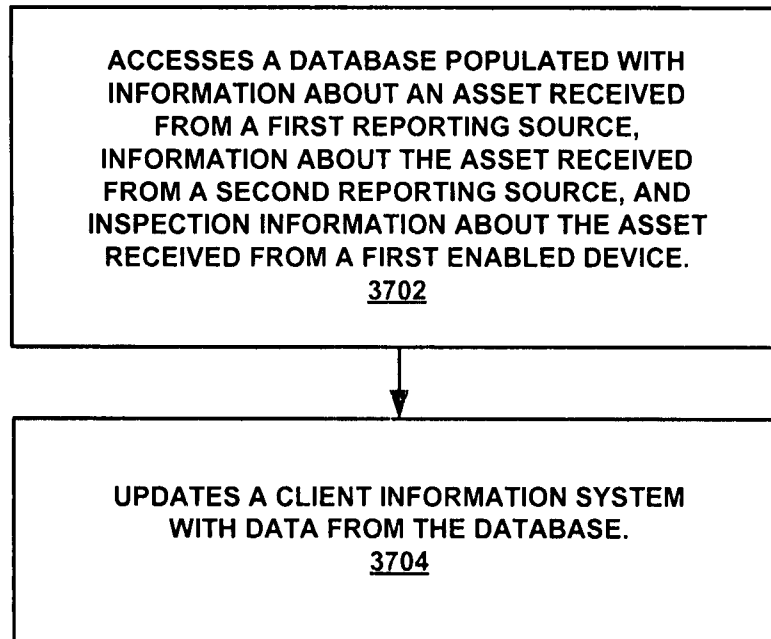 ACCESSES A DATABASE POPULATED WITH
INFORMATION ABOUT AN ASSET RECEIVED
FROM A FIRST REPORTING SOURCE,
INFORMATION ABOUT THE ASSET RECEIVED
FROM A SECOND REPORTING SOURCE, AND
INSPECTION INFORMATION ABOUT THE ASSET
RECEIVED FROM A FIRST ENABLED DEVICE.
3702
UPDATES A CLIENT INFORMATION SYSTEM
WITH DATA FROM THE DATABASE.
3704